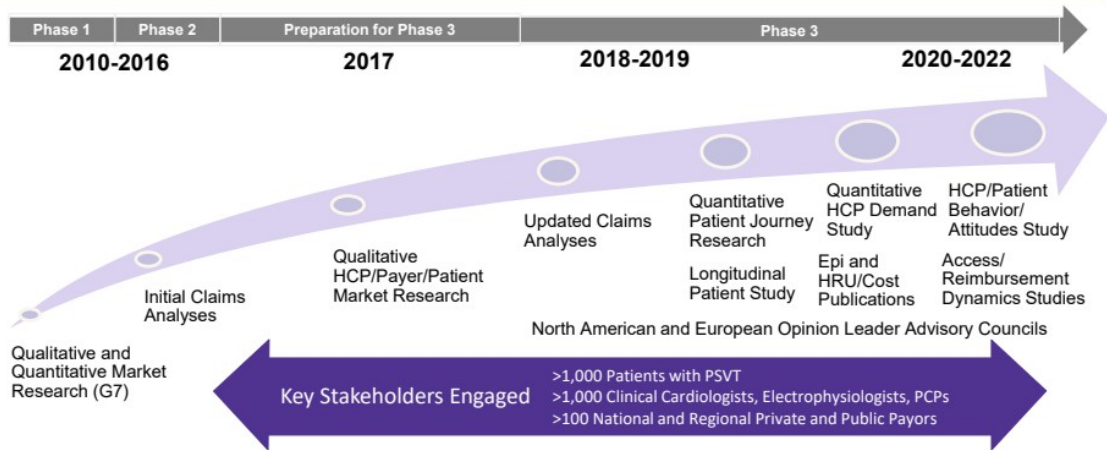 Phase 1
Phase 2
Preparation for Phase 3
Phase 3
2010-2016
2017
2018-2019
2020-2022
Qualitative and
Quantitative Market
Research (G7)
Initial Claims
Analyses
Qualitative
HCP/Payer/Patient
Market Research
Updated Claims
Analyses
Quantitative
Patient Journey
Research
Longitudinal
Patient Study
Quantitative
HCP Demand
Study
Epi and
HRU/Cost
Publications
HCP/Patient
Behavior/
Attitudes Study
Access/
Reimbursement
Dynamics Studies
North American and European Opinion Leader Advisory Councils
Key Stakeholders Engaged
>1,000 Patients with PSVT
>1,000 Clinical Cardiologists, Electrophysiologists, PCPs
>100 National and Regional Private and Public Payors